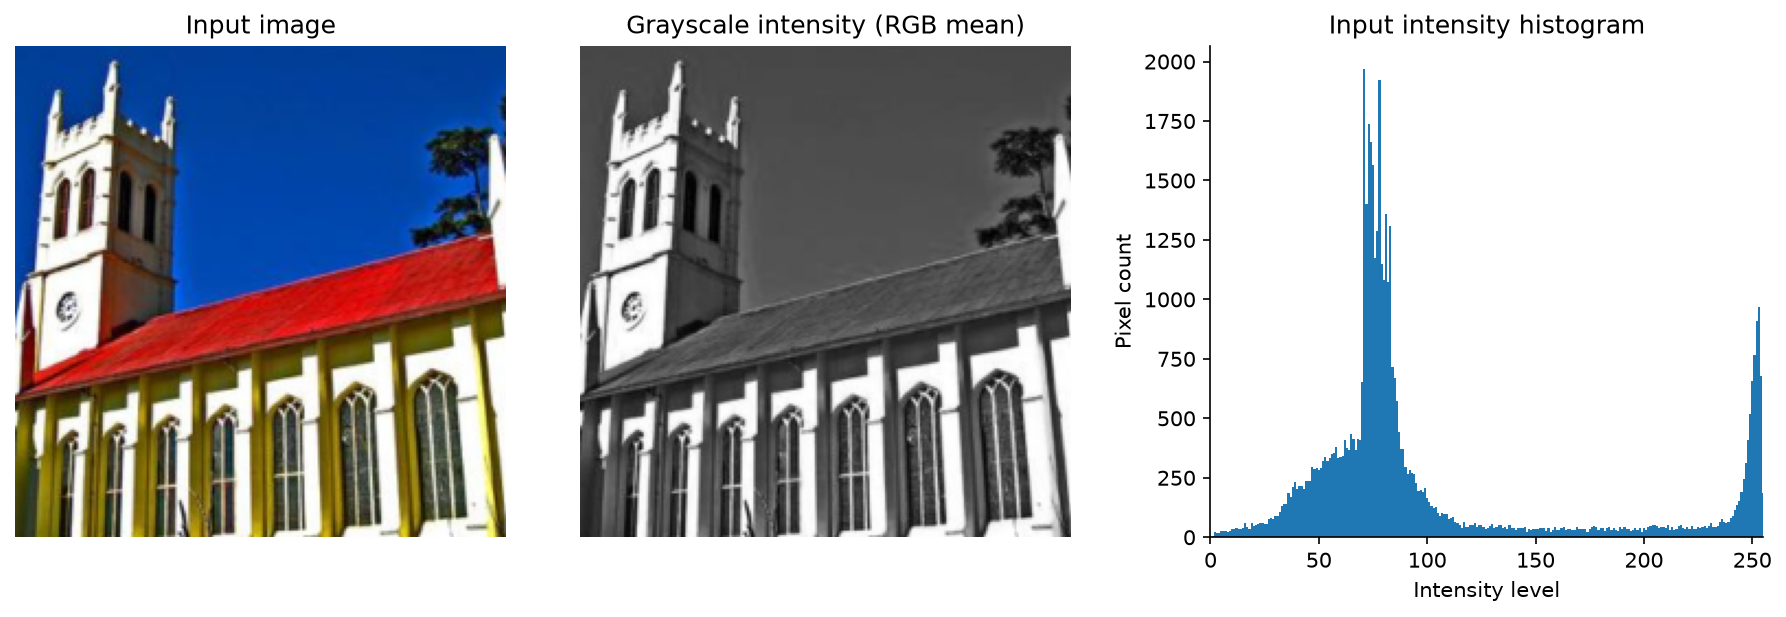 Input image
Grayscale intensity (RGB mean)
Input intensity histogram
Pixel count
2000
1750
1500
1250
1000
750
500
250
0
0 50 100 150 200 250
Intensity level